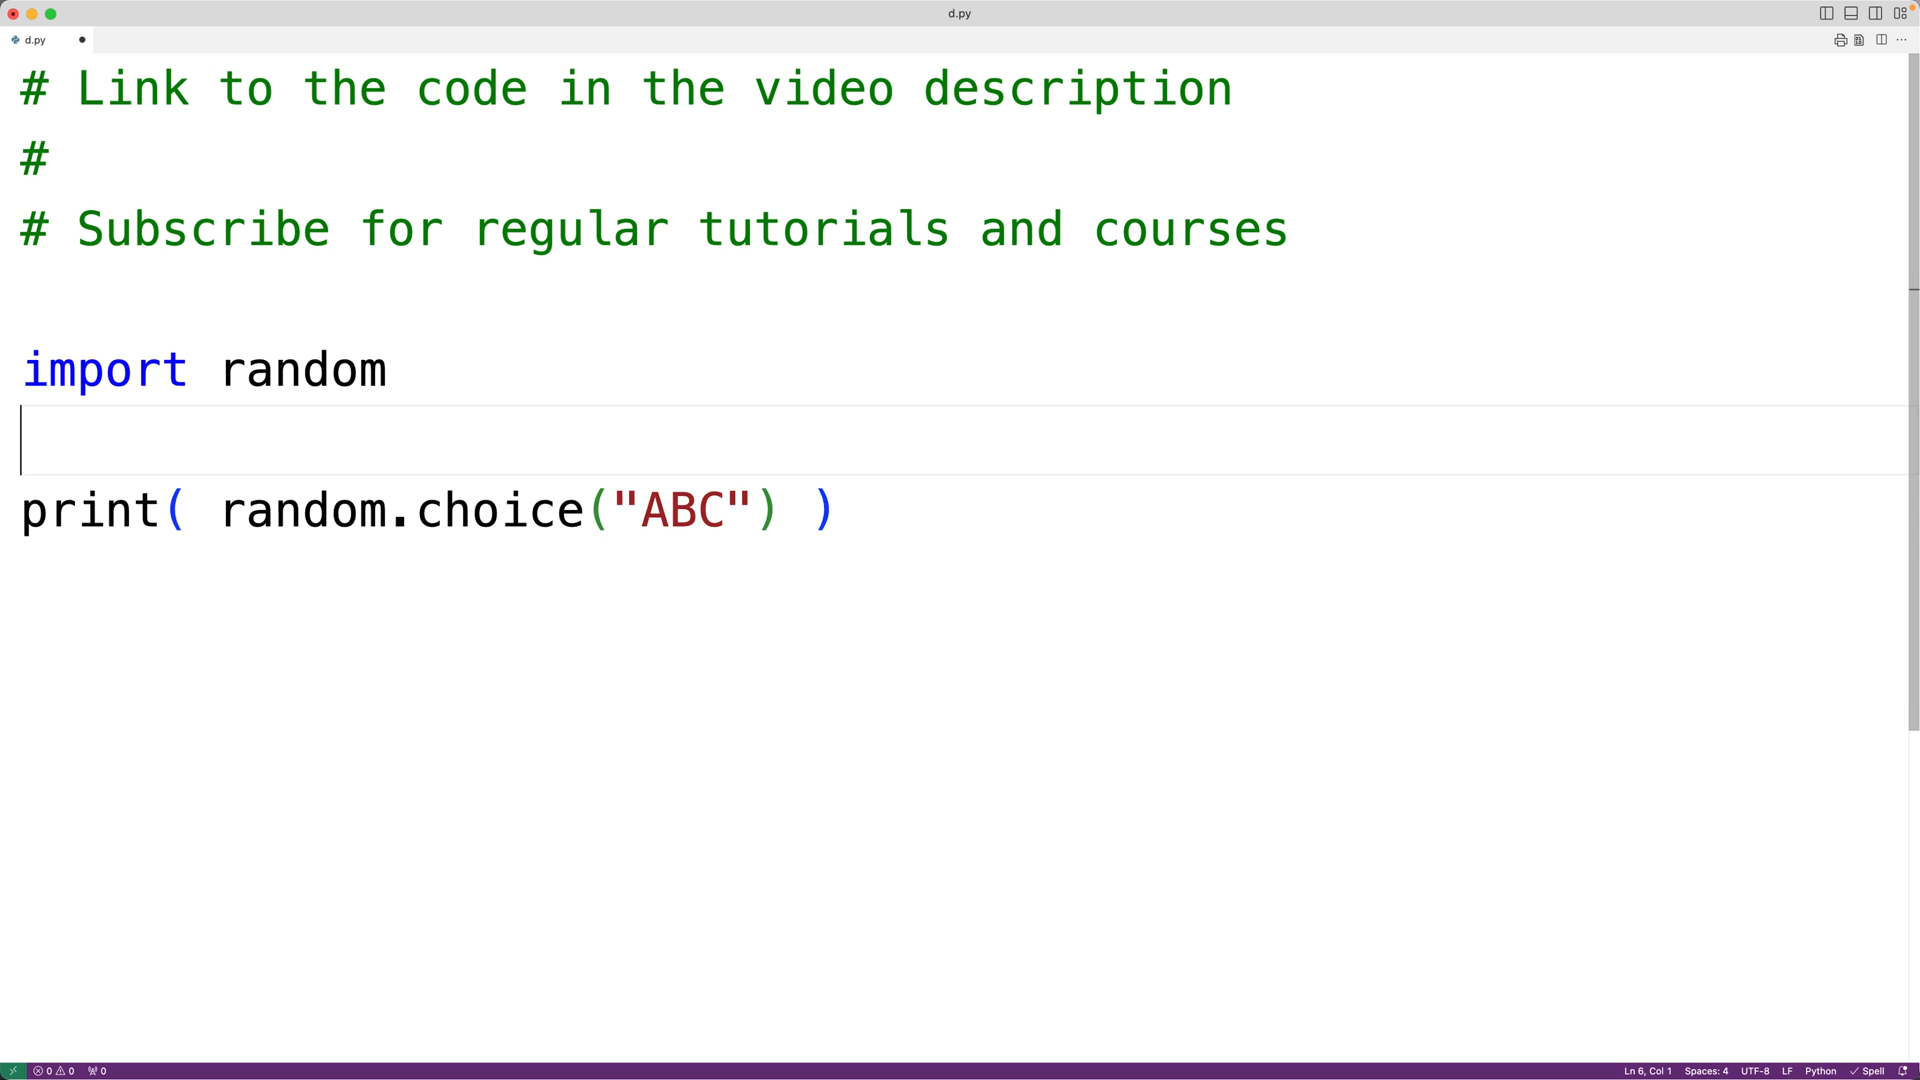 d.py
d.py
# Link to the code in the video description
#
# Subscribe for regular tutorials and courses
import random
print( random.choice("ABC") )
0 0 0 Ln 6, Col 1 Spaces: 4 UTF-8 LF Python Spell